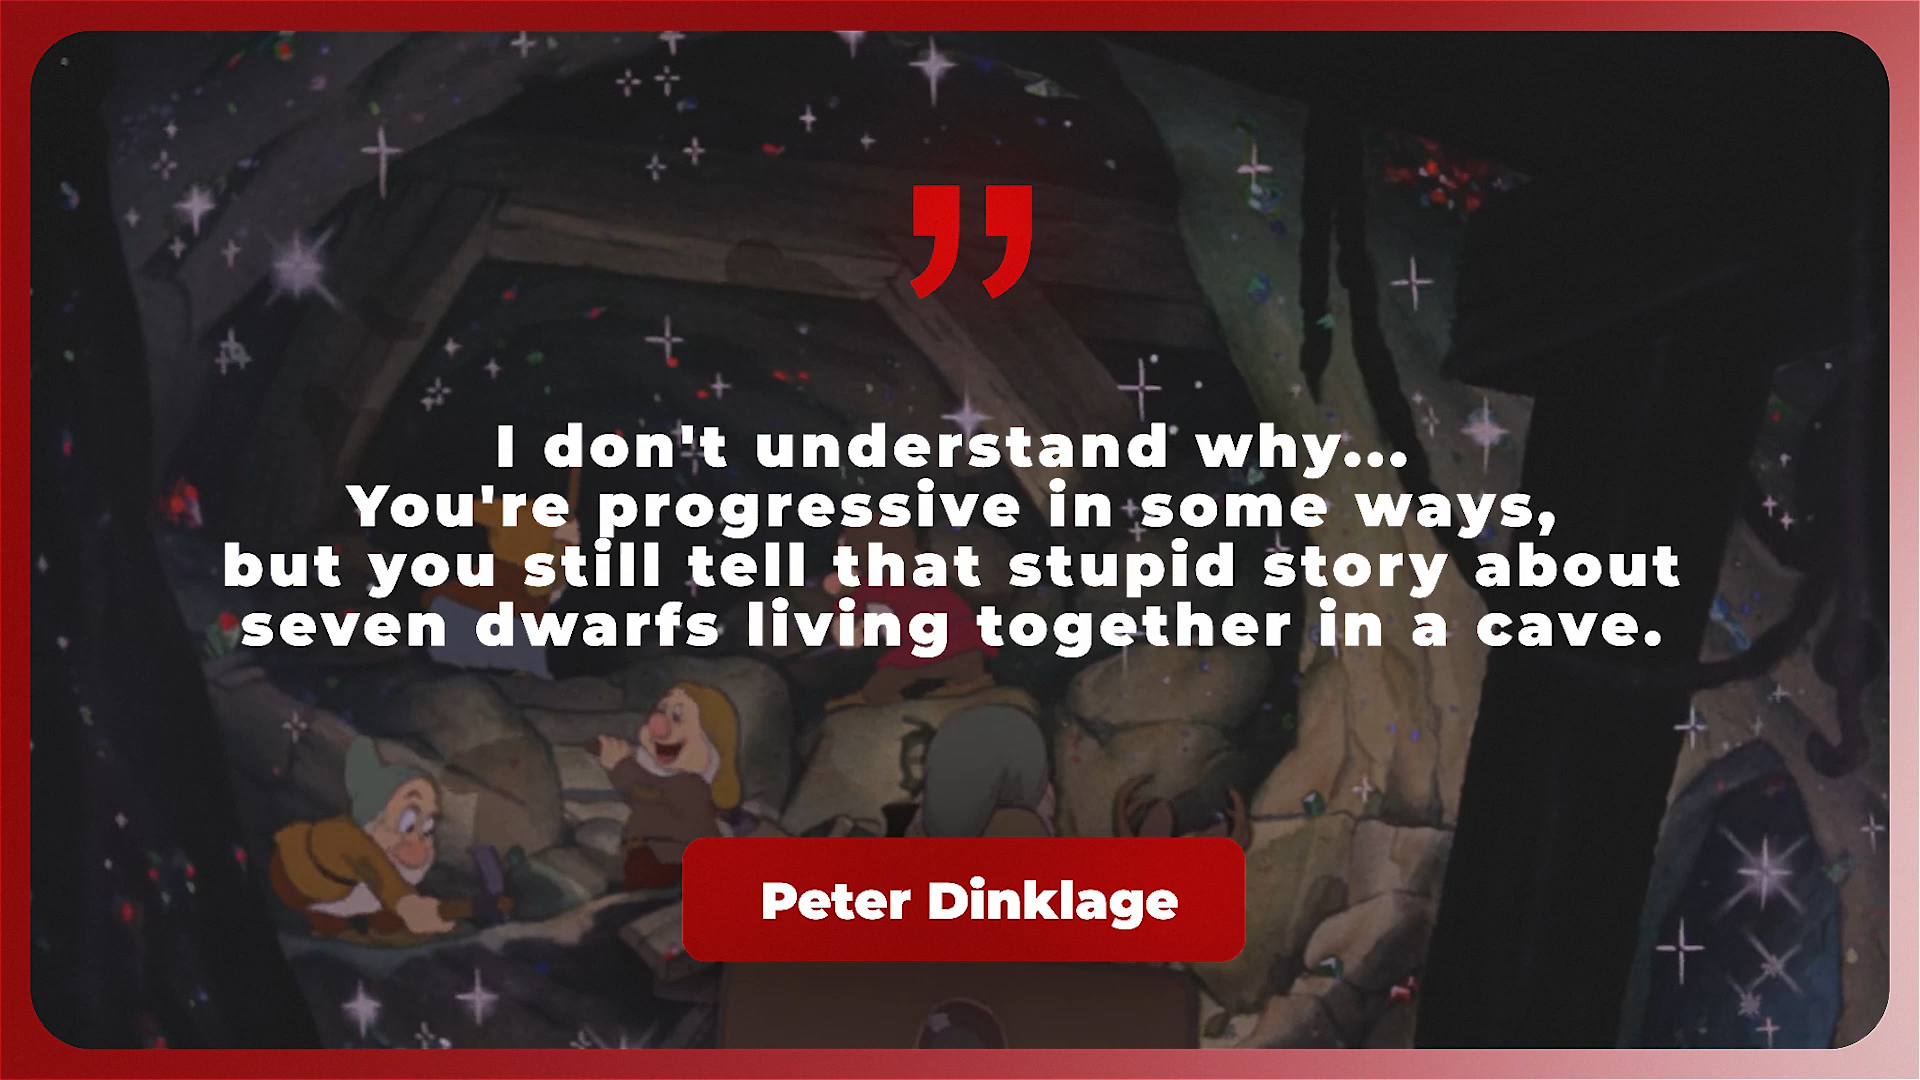 ”
I don't understand why...
You're progressive in some ways,
but you still tell that stupid story about
seven dwarfs living together in a cave.
Peter Dinklage